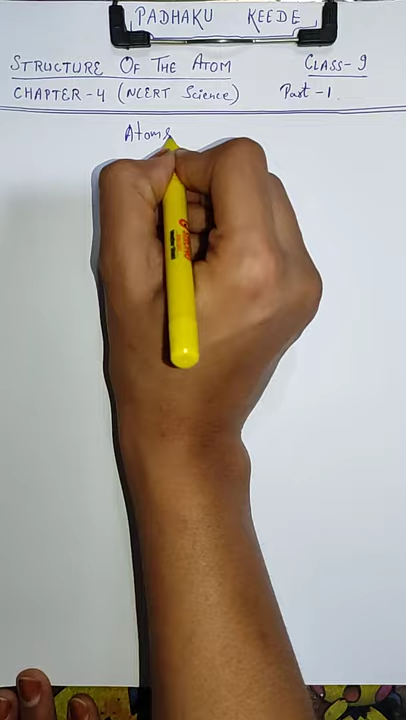 PADHAKU KEEDE
STRUCTURE OF THE ATOM CLASS-9
CHAPTER-4 (NCERT Science) Part-1.
Atoms